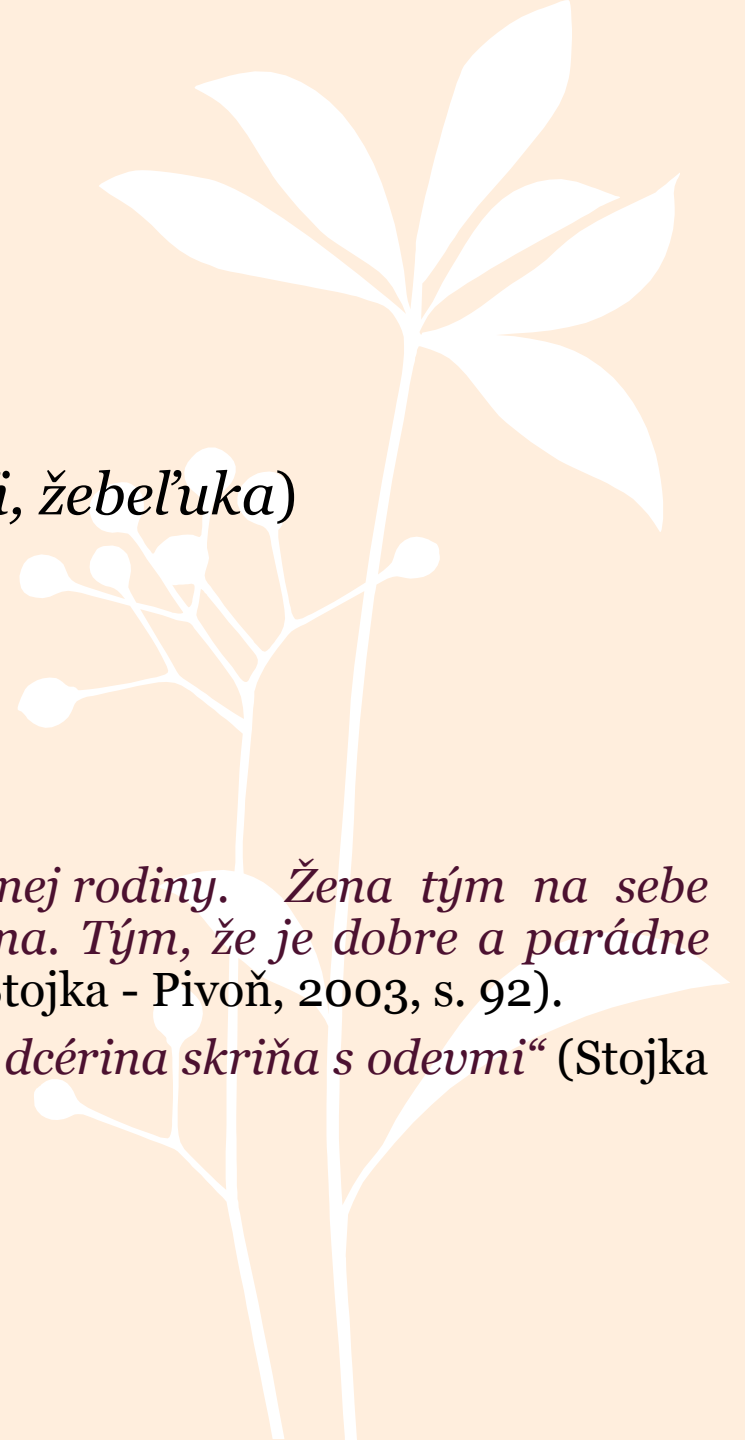 , žebeľuka)
nej rodiny. Žena tým na sebe
na. Tým, že je dobre a parádne
tojka - Pivoň, 2003, s. 92).
dcérina skriňa s odevmi“ (Stojka